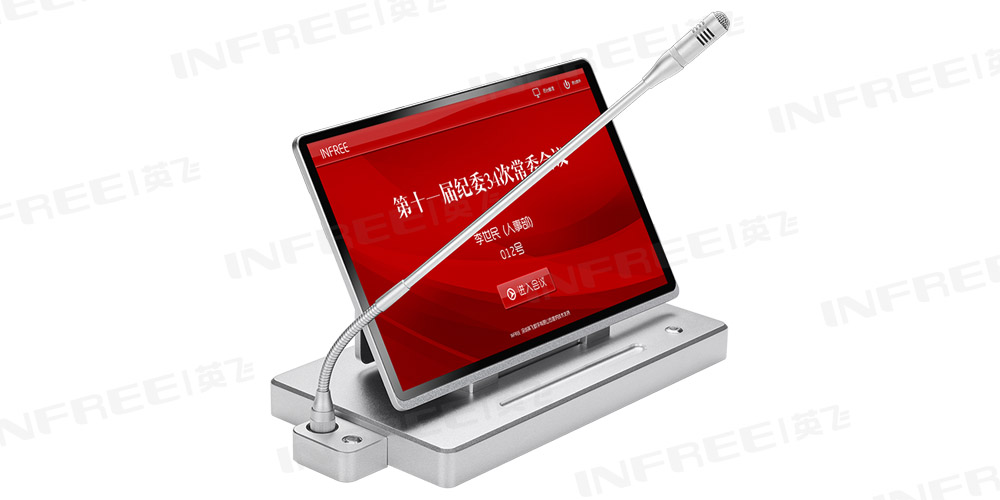 INFREE
第十一届纪委34次常委会议
李世民 (人事部)
012号
进入会议
INFREE|英飞